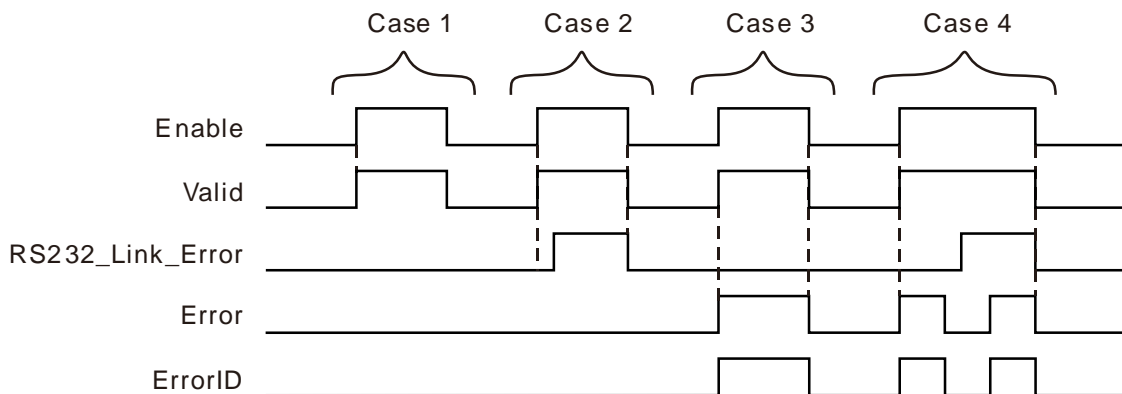 Case 1 Case 2 Case 3 Case 4
Enable
Valid
RS232_Link_Error
Error
ErrorID